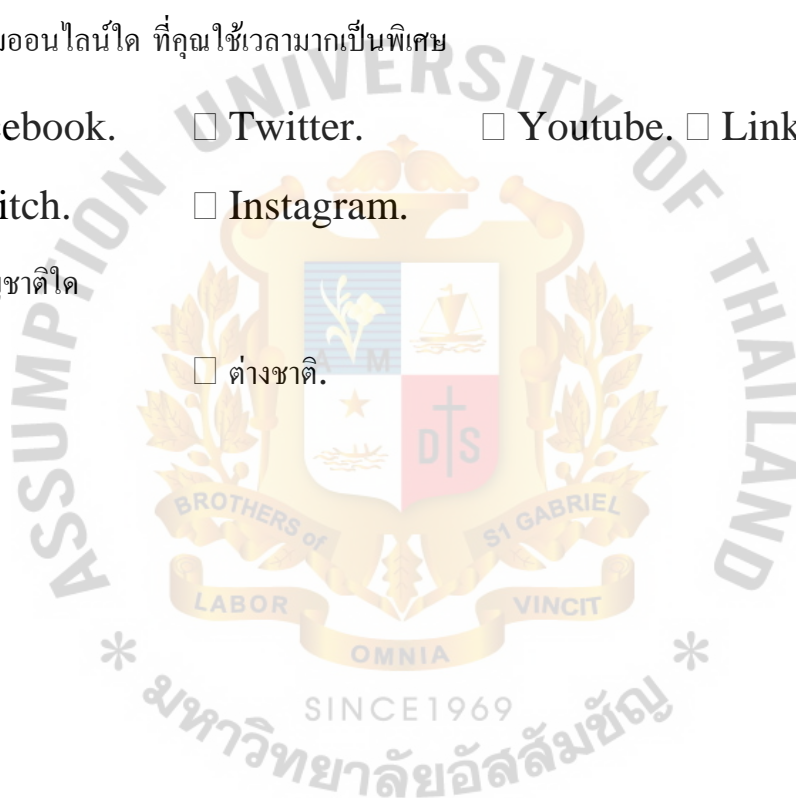 มออนไลน์ใด ที่คุณใช้เวลามากเป็นพิเศษ
cebook. □ Twitter. □ Youtube. □ Link
itch. □ Instagram.
ชาติใด
□ ต่างชาติ.
ASSUMPTION UNIVERSITY OF THAILAND
A M
D S
BROTHERS of ST GABRIEL
LABOR VINCIT
OMNIA
SINCE1969
* มหาวิทยาลัยอัสสัมชัญ *